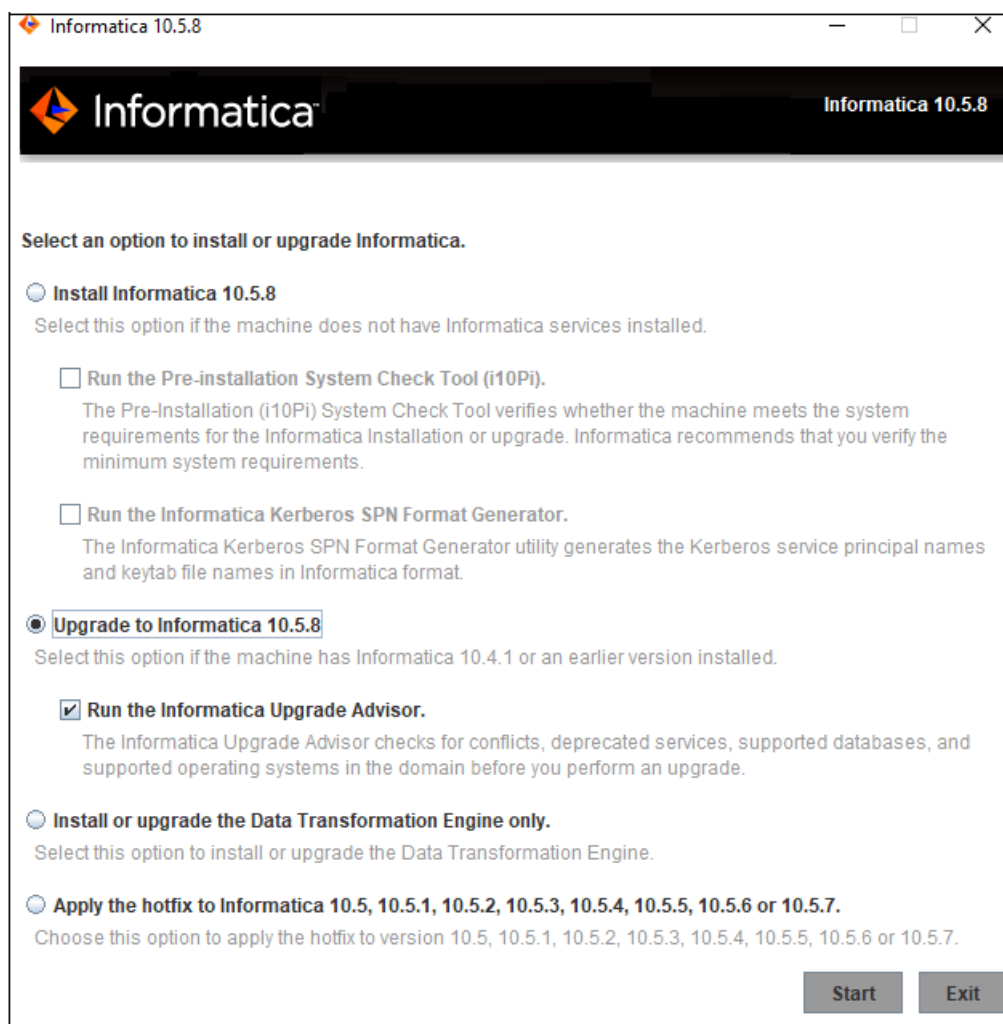 Informatica 10.5.8
Informatica
Informatica 10.5.8
Select an option to install or upgrade Informatica.
Install Informatica 10.5.8
Select this option if the machine does not have Informatica services installed.
Run the Pre-installation System Check Tool (i10Pi).
The Pre-Installation (i10Pi) System Check Tool verifies whether the machine meets the system
requirements for the Informatica Installation or upgrade. Informatica recommends that you verify the
minimum system requirements.
Run the Informatica Kerberos SPN Format Generator.
The Informatica Kerberos SPN Format Generator utility generates the Kerberos service principal names
and keytab file names in Informatica format.
Upgrade to Informatica 10.5.8
Select this option if the machine has Informatica 10.4.1 or an earlier version installed.
Run the Informatica Upgrade Advisor.
The Informatica Upgrade Advisor checks for conflicts, deprecated services, supported databases, and
supported operating systems in the domain before you perform an upgrade.
Install or upgrade the Data Transformation Engine only.
Select this option to install or upgrade the Data Transformation Engine.
Apply the hotfix to Informatica 10.5, 10.5.1, 10.5.2, 10.5.3, 10.5.4, 10.5.5, 10.5.6 or 10.5.7.
Choose this option to apply the hotfix to version 10.5, 10.5.1, 10.5.2, 10.5.3, 10.5.4, 10.5.5, 10.5.6 or 10.5.7.
Start
Exit